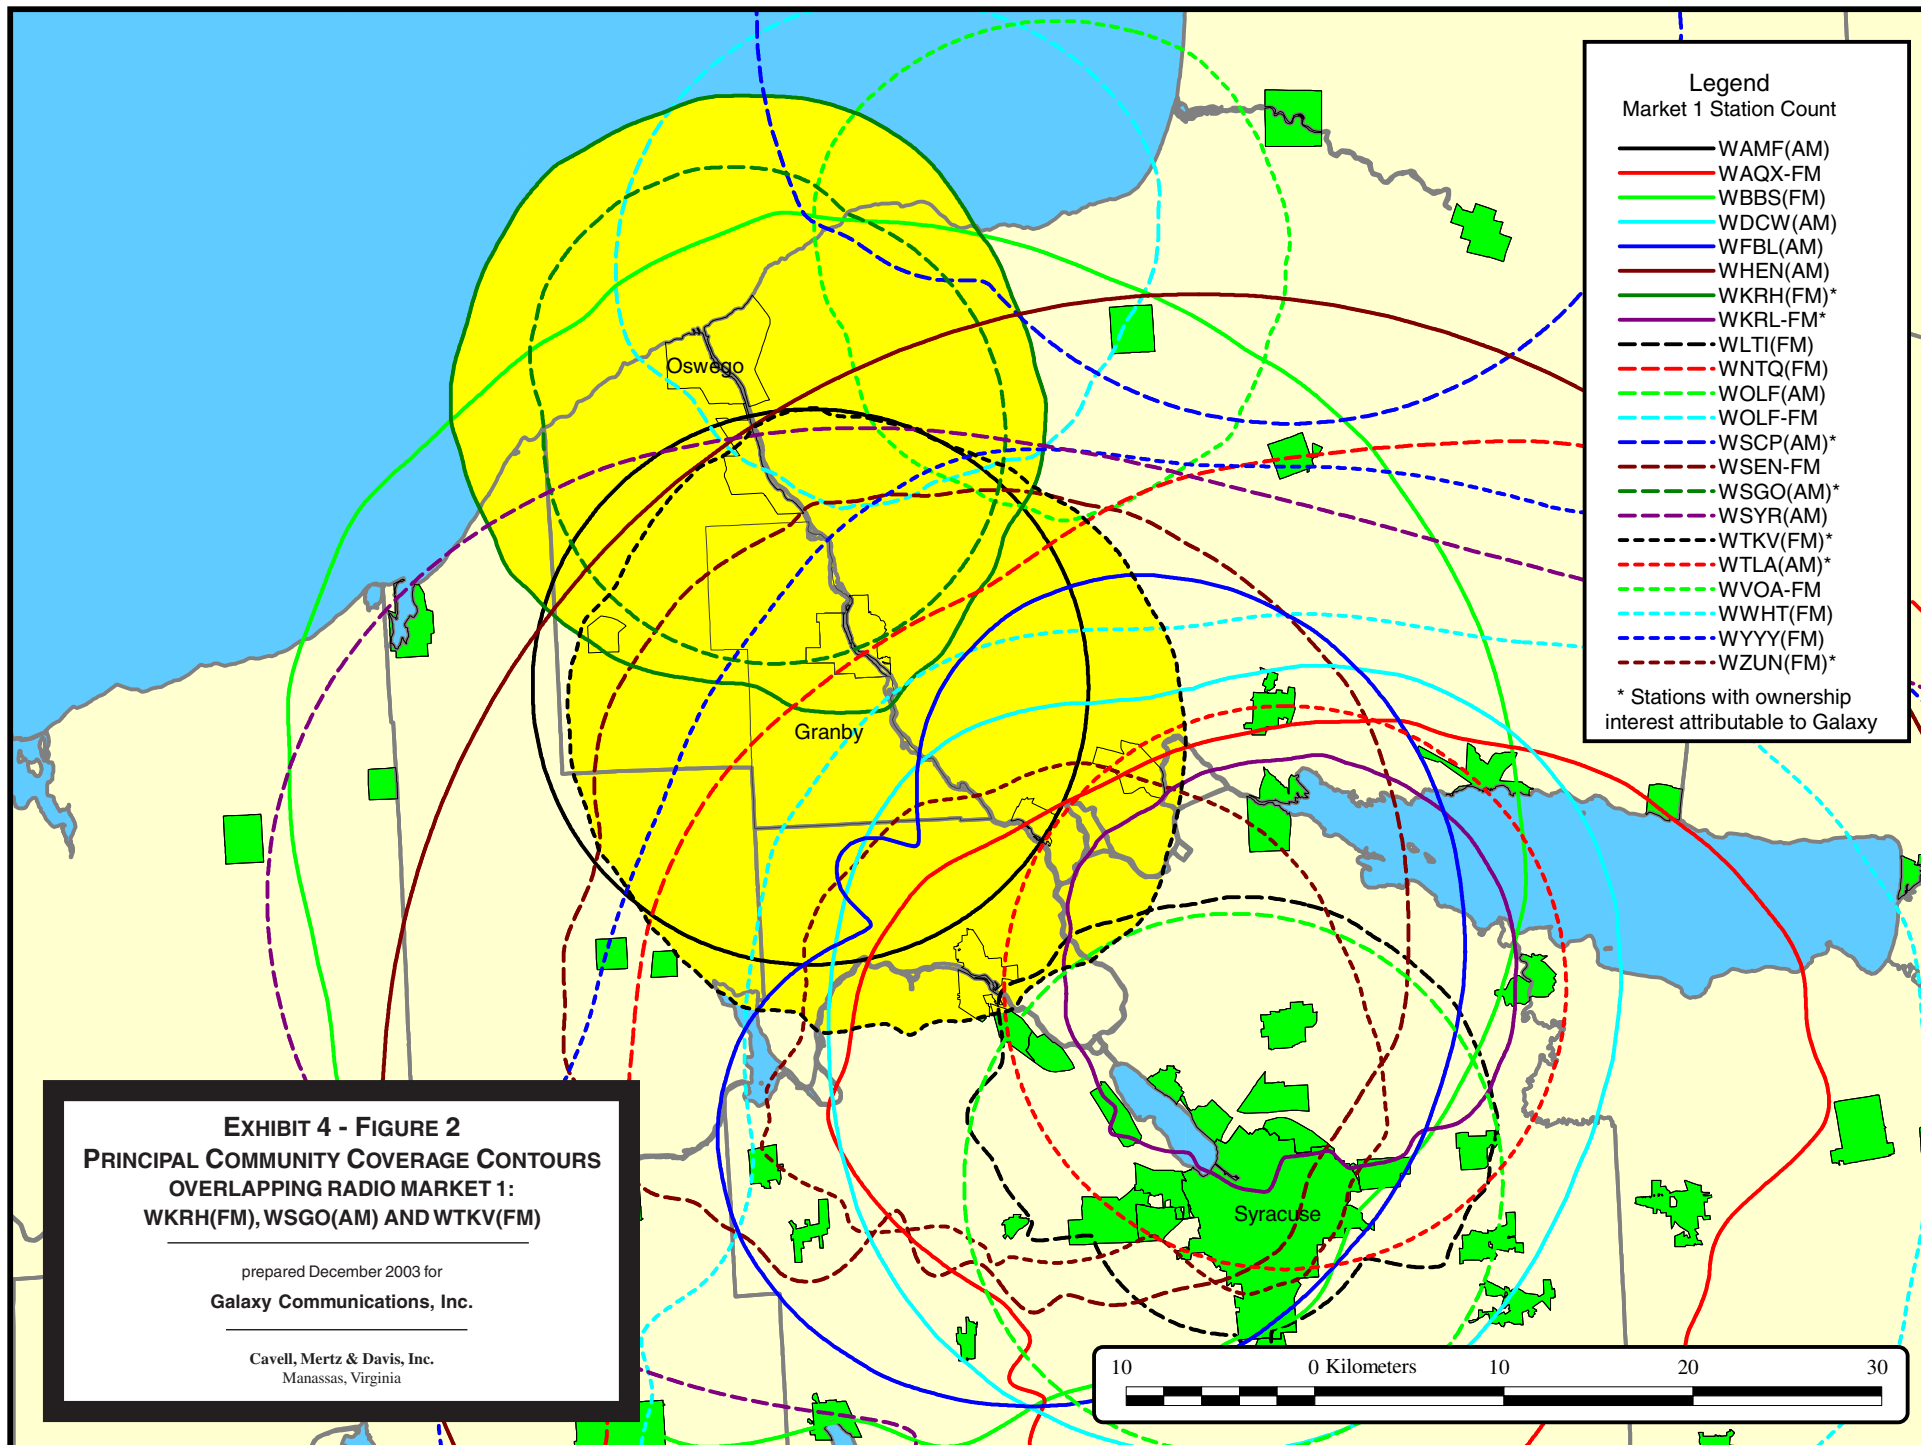 Legend
Market 1 Station Count
WAMF(AM)
WAQX-FM
WBBS(FM)
WDCW(AM)
WFBL(AM)
WHEN(AM)
WKRH(FM)*
WKRL-FM*
WLTI(FM)
WNTQ(FM)
WOLF(AM)
WOLF-FM
WSCP(AM)*
WSEN-FM
WSGO(AM)*
WSYR(AM)
WTKV(FM)*
WTLA(AM)*
WVOA-FM
WWHT(FM)
WYYY(FM)
WZUN(FM)*
* Stations with ownership
interest attributable to Galaxy
Oswego
Granby
Syracuse
EXHIBIT 4 - FIGURE 2
PRINCIPAL COMMUNITY COVERAGE CONTOURS
OVERLAPPING RADIO MARKET 1:
WKRH(FM), WSGO(AM) AND WTKV(FM)
prepared December 2003 for
Galaxy Communications, Inc.
Cavell, Mertz & Davis, Inc.
Manassas, Virginia
10 0 Kilometers 10 20 30